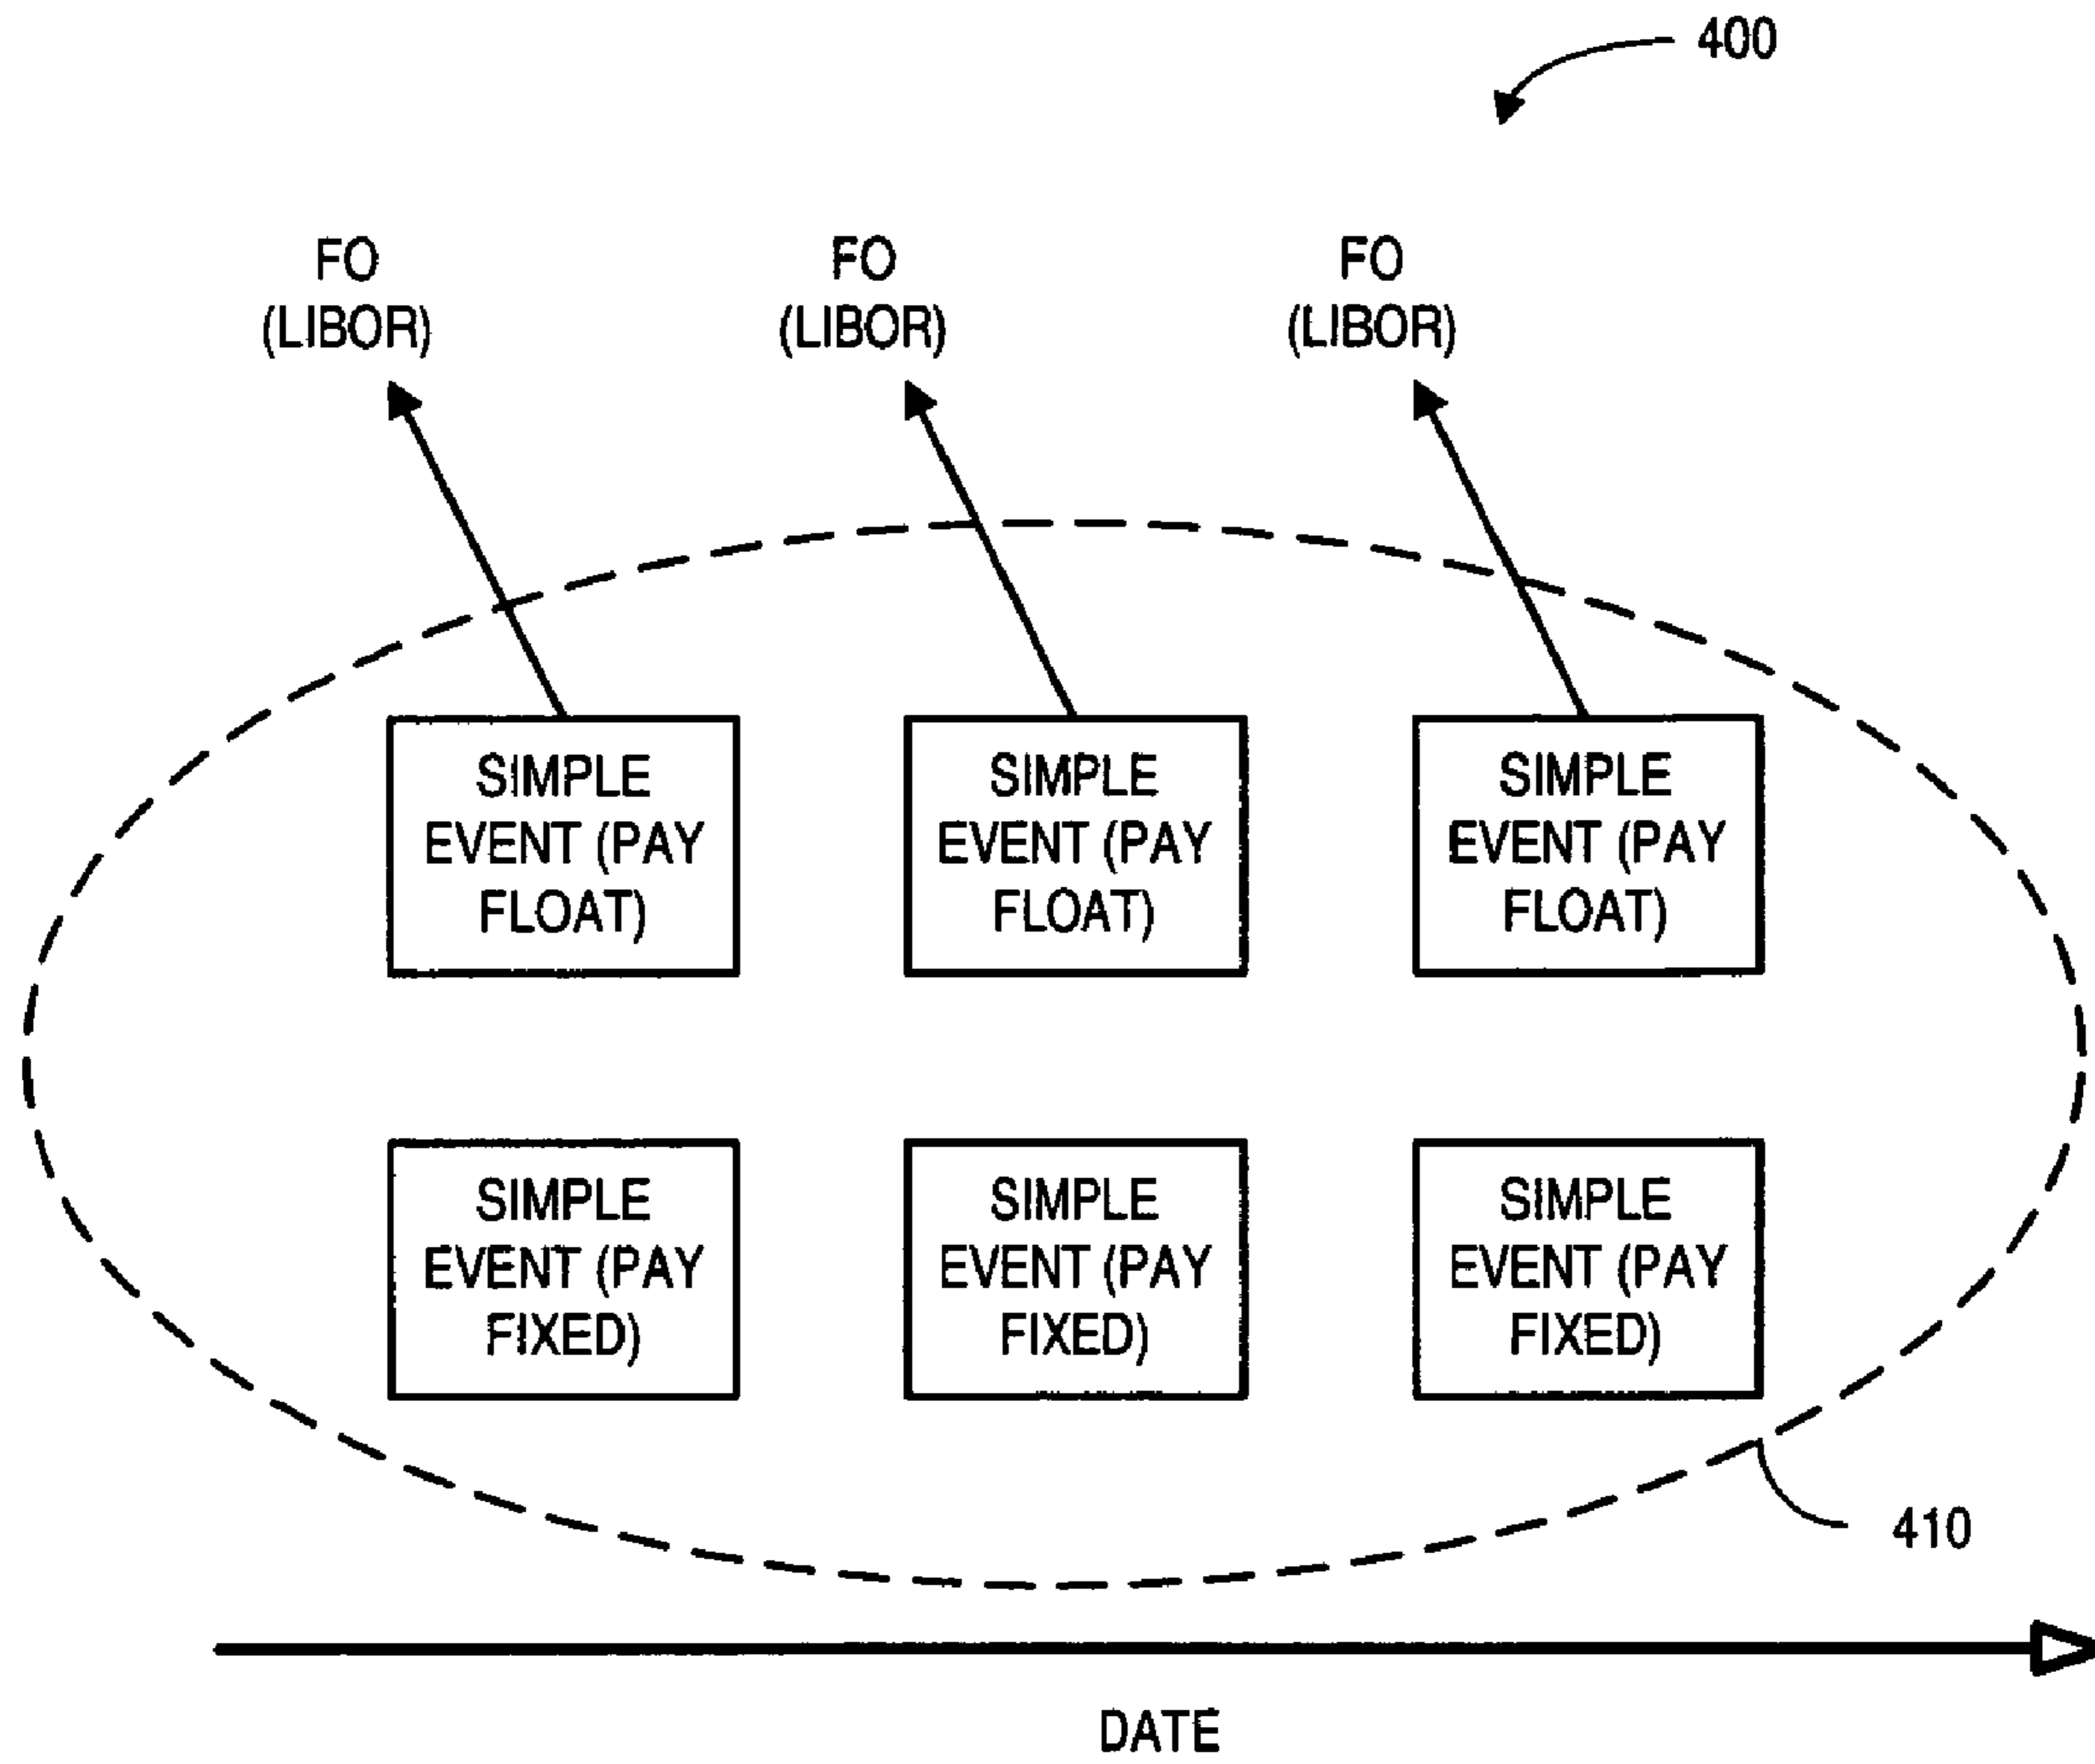 400
FO
(LIBOR)
FO
(LIBOR)
FO
(LIBOR)
SIMPLE
EVENT (PAY
FLOAT)
SIMPLE
EVENT (PAY
FLOAT)
SIMPLE
EVENT (PAY
FLOAT)
SIMPLE
EVENT (PAY
FIXED)
SIMPLE
EVENT (PAY
FIXED)
SIMPLE
EVENT (PAY
FIXED)
410
DATE